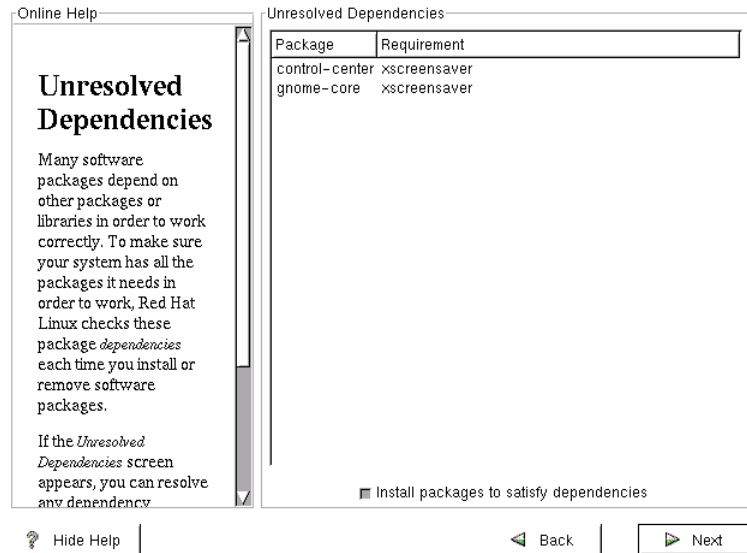 Online Help
Unresolved
Dependencies
Many software
packages depend on
other packages or
libraries in order to work
correctly. To make sure
your system has all the
packages it needs in
order to work, Red Hat
Linux checks these
package dependencies
each time you install or
remove software
packages.
If the Unresolved
Dependencies screen
appears, you can resolve
any dependency
Unresolved Dependencies
Package Requirement
control-center xscreensaver
gnome-core xscreensaver
Install packages to satisfy dependencies
Hide Help
Back
Next